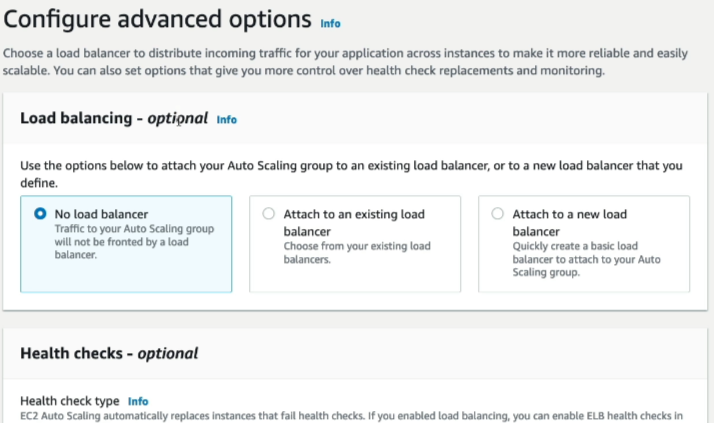 Configure advanced options Info
Choose a load balancer to distribute incoming traffic for your application across instances to make it more reliable and easily
scalable. You can also set options that give you more control over health check replacements and monitoring.
Load balancing - optional Info
Use the options below to attach your Auto Scaling group to an existing load balancer, or to a new load balancer that you
define.
No load balancer
Traffic to your Auto Scaling group
will not be fronted by a load
balancer.
Attach to an existing load
balancer
Choose from your existing load
balancers.
Attach to a new load
balancer
Quickly create a basic load
balancer to attach to your Auto
Scaling group.
Health checks - optional
Health check type Info
EC2 Auto Scaling automatically replaces instances that fail health checks. If you enabled load balancing, you can enable ELB health checks in